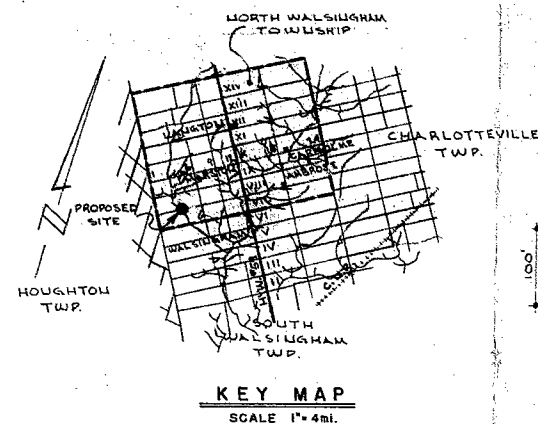 NORTH WALSINGHAM
TOWNSHIP
XIV
XIII
LANGTON XII
XI
X
IX
VIII
VII
VI
V
IV
III
II
I
CHARLOTTEVILLE
TWP.
PROPOSED
SITE
WALSINGHAM
HOUGHTON
TWP.
SOUTH
WALSINGHAM
TWP.
100'
KEY MAP
SCALE 1"=4mi.